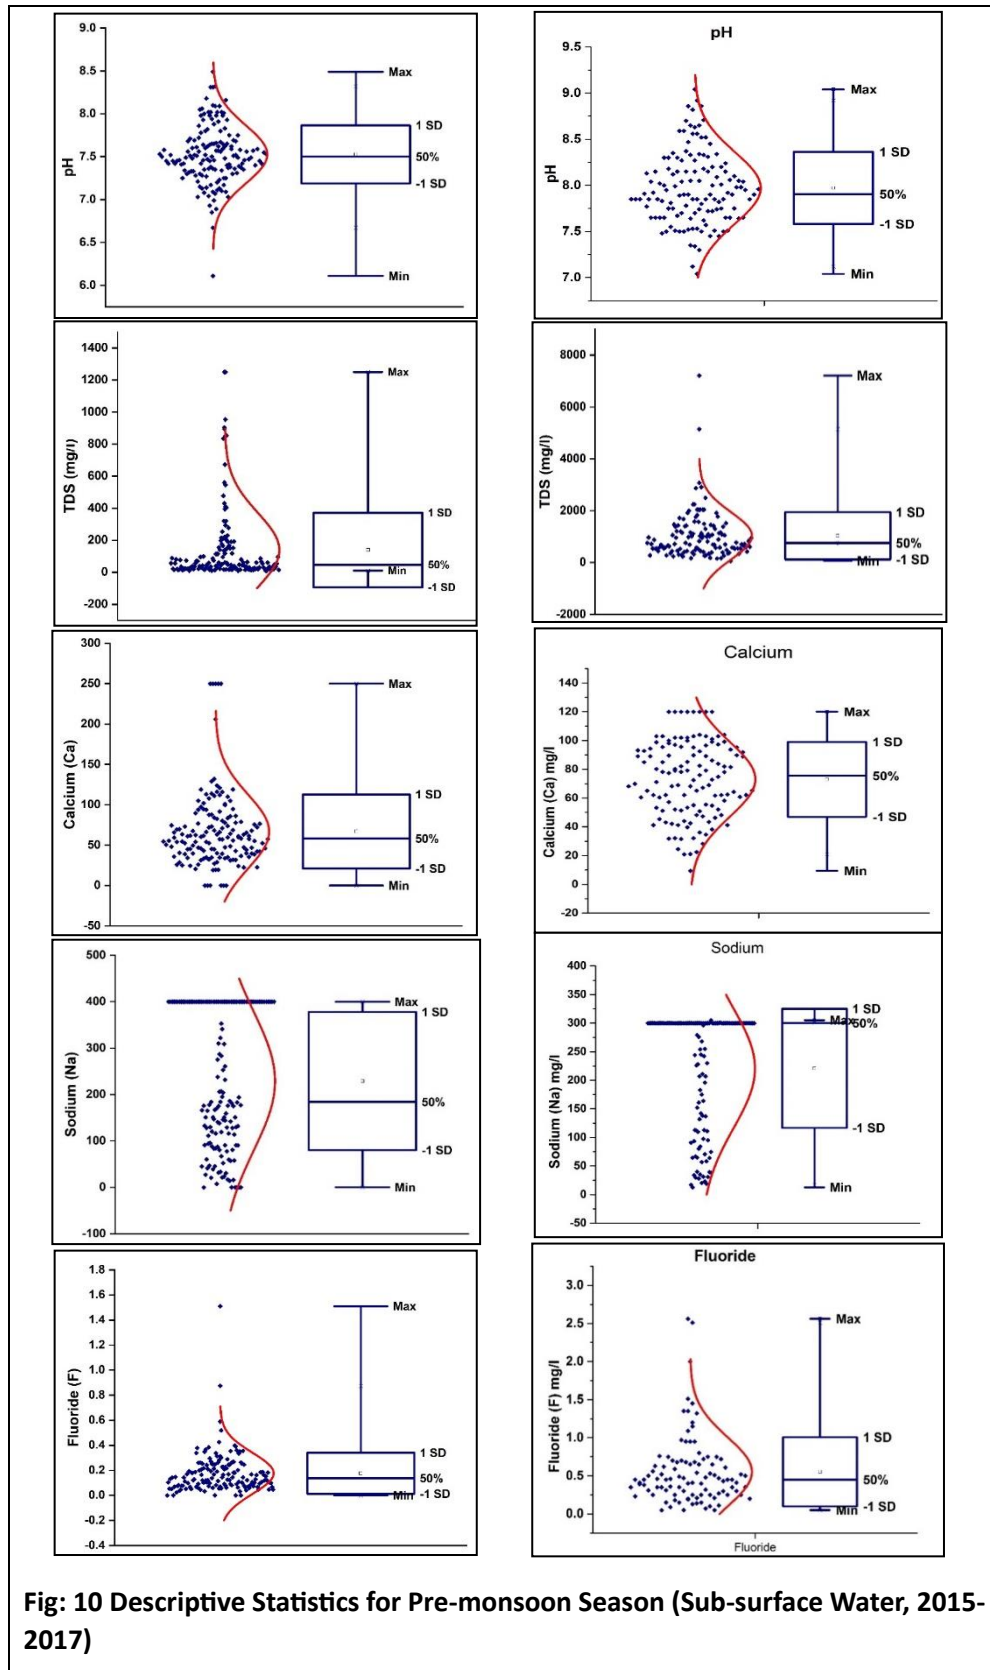 9.0
8.5
8.0
7.5
7.0
6.5
6.0
pH
Max
1 SD
50%
-1 SD
Min
pH
9.5
9.0
8.5
8.0
7.5
7.0
pH
Max
1 SD
50%
-1 SD
Min
1400
1200
1000
800
600
400
200
0
-200
TDS (mg/l)
Max
1 SD
50%
Min
-1 SD
8000
6000
4000
2000
0
-2000
TDS (mg/l)
Max
1 SD
50%
Min
-1 SD
300
250
200
150
100
50
0
-50
Calcium (Ca)
Max
1 SD
50%
-1 SD
Min
Calcium
140
120
100
80
60
40
20
0
-20
Calcium (Ca) mg/l
Max
1 SD
50%
-1 SD
Min
500
400
300
200
100
0
-100
Sodium (Na)
Max
1 SD
50%
-1 SD
Min
Sodium
400
350
300
250
200
150
100
50
0
-50
Sodium (Na) mg/l
1 SD
Max
50%
-1 SD
Min
1.8
1.6
1.4
1.2
1.0
0.8
0.6
0.4
0.2
0.0
-0.2
-0.4
Fluoride (F)
Max
1 SD
50%
Min
-1 SD
Fluoride
3.0
2.5
2.0
1.5
1.0
0.5
0.0
Fluoride (F) mg/l
Max
1 SD
50%
Min
-1 SD
Fluoride
Fig: 10 Descriptive Statistics for Pre-monsoon Season (Sub-surface Water, 2015-
2017)